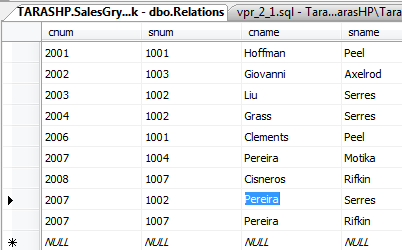 TARASHP.SalesGry...k - dbo.Relations vpr_2_1.sql - Tara...arasHP\Tara
cnum snum cname sname
2001 1001 Hoffman Peel
2002 1003 Giovanni Axelrod
2003 1002 Liu Serres
2004 1002 Grass Serres
2006 1001 Clements Peel
2007 1004 Pereira Motika
2008 1007 Cisneros Rifkin
2007 1002 Pereira Serres
2007 1007 Pereira Rifkin
NULL NULL NULL NULL